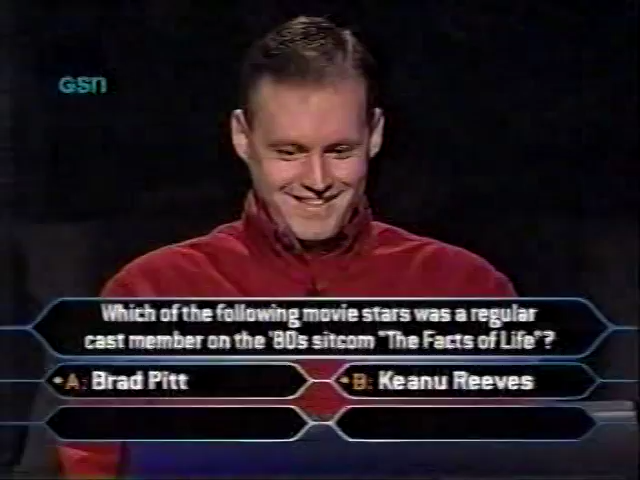 GSN
Which of the following movie stars was a regular
cast member on the '80s sitcom "The Facts of Life"?
A: Brad Pitt
B: Keanu Reeves